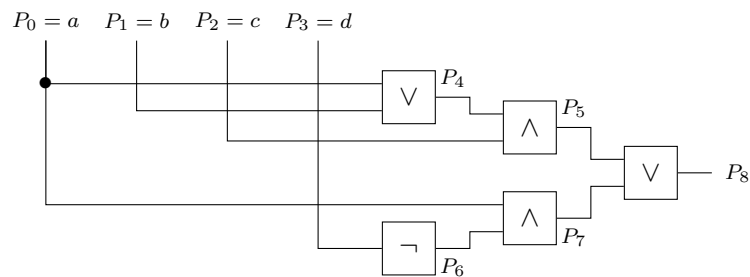 P₀ = a P₁ = b P₂ = c P₃ = d
P₄
∨
P₅
∧
∨
P₈
∧
P₇
¬
P₆